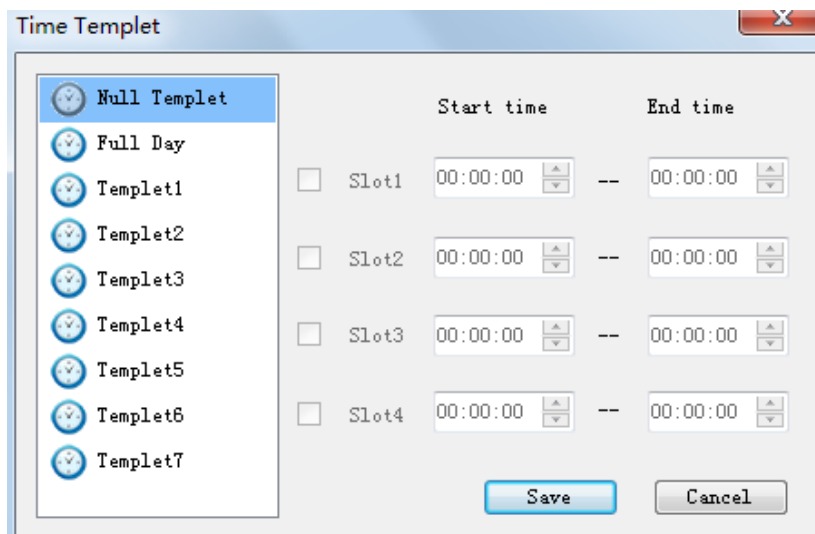 Time Templet
Null Templet
Full Day
Templet1
Templet2
Templet3
Templet4
Templet5
Templet6
Templet7
Start time End time
Slot1 00:00:00 -- 00:00:00
Slot2 00:00:00 -- 00:00:00
Slot3 00:00:00 -- 00:00:00
Slot4 00:00:00 -- 00:00:00
Save Cancel